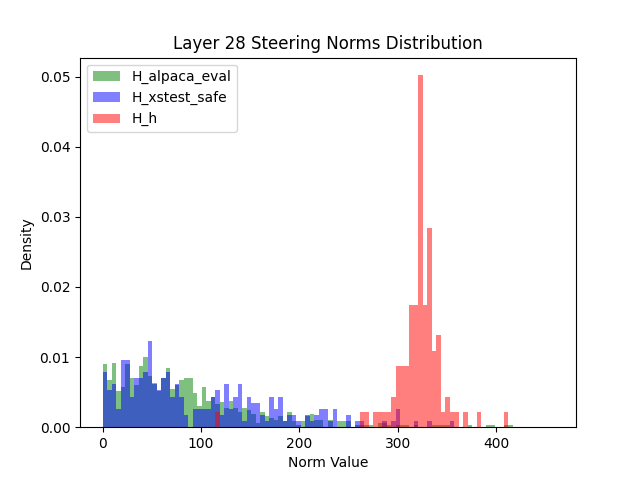 Layer 28 Steering Norms Distribution
H_alpaca_eval
H_xstest_safe
H_h
0.05
0.04
0.03
0.02
0.01
0.00
Density
0 100 200 300 400
Norm Value